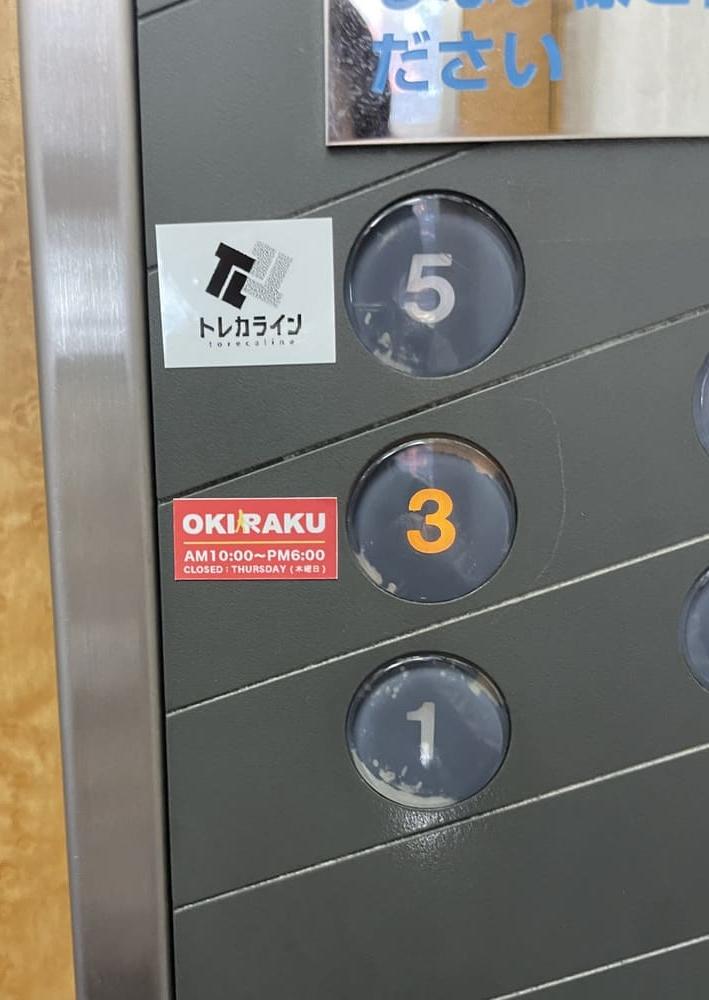 ださい
5
トレカライン
torecaline
OKIRAKU
3
AM10:00~PM6:00
CLOSED : THURSDAY (木曜日)
1